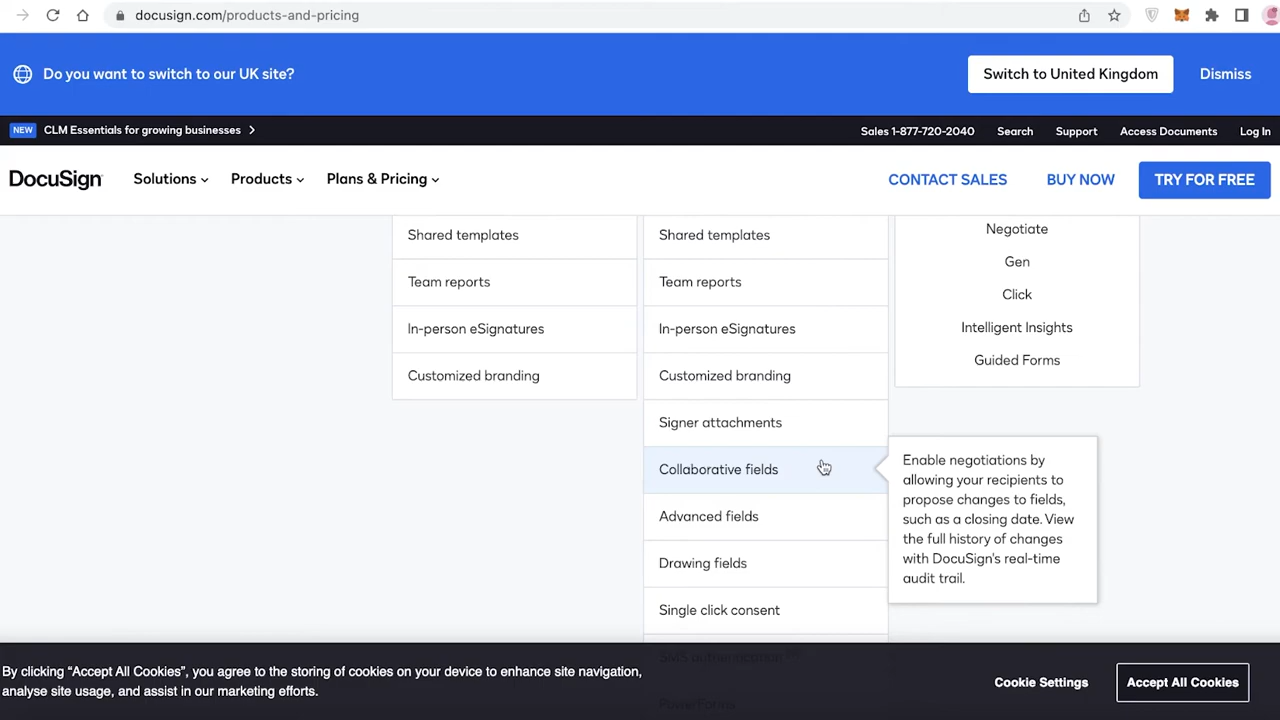 docusign.com/products-and-pricing
Do you want to switch to our UK site?
Switch to United Kingdom
Dismiss
NEW CLM Essentials for growing businesses
Sales 1-877-720-2040
Search
Support
Access Documents
Log In
DocuSign
Solutions
Products
Plans & Pricing
CONTACT SALES
BUY NOW
TRY FOR FREE
Shared templates
Team reports
In-person eSignatures
Customized branding
Shared templates
Team reports
In-person eSignatures
Customized branding
Signer attachments
Collaborative fields
Advanced fields
Drawing fields
Single click consent
SMS authentication
PowerForms
Negotiate
Gen
Click
Intelligent Insights
Guided Forms
Enable negotiations by
allowing your recipients to
propose changes to fields,
such as a closing date. View
the full history of changes
with DocuSign's real-time
audit trail.
By clicking “Accept All Cookies”, you agree to the storing of cookies on your device to enhance site navigation,
analyse site usage, and assist in our marketing efforts.
Cookie Settings
Accept All Cookies